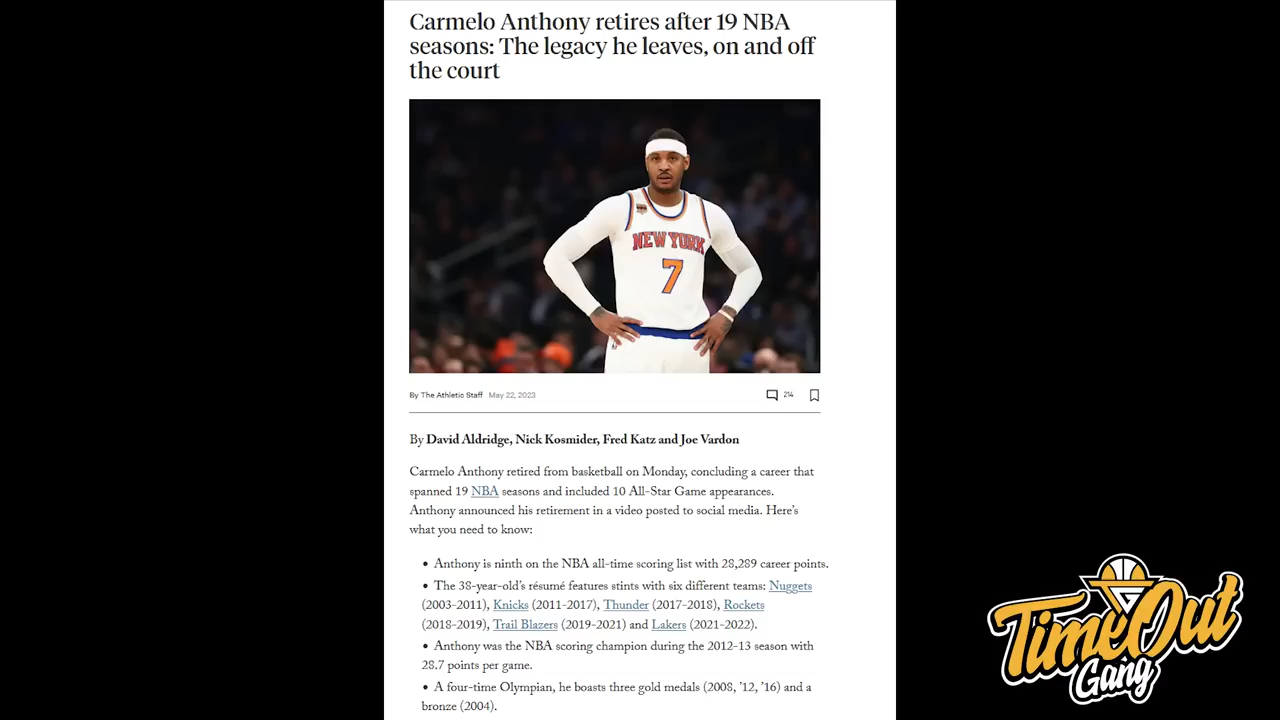 Carmelo Anthony retires after 19 NBA
seasons: The legacy he leaves, on and off
the court
NEW YORK
7
By The Athletic Staff May 22, 2023
214
By David Aldridge, Nick Kosmider, Fred Katz and Joe Vardon
Carmelo Anthony retired from basketball on Monday, concluding a career that
spanned 19 NBA seasons and included 10 All-Star Game appearances.
Anthony announced his retirement in a video posted to social media. Here's
what you need to know:
• Anthony is ninth on the NBA all-time scoring list with 28,289 career points.
• The 38-year-old's résumé features stints with six different teams: Nuggets
(2003-2011), Knicks (2011-2017), Thunder (2017-2018), Rockets
(2018-2019), Trail Blazers (2019-2021) and Lakers (2021-2022).
• Anthony was the NBA scoring champion during the 2012-13 season with
28.7 points per game.
• A four-time Olympian, he boasts three gold medals (2008, '12, '16) and a
bronze (2004).
TimeOut
Gang